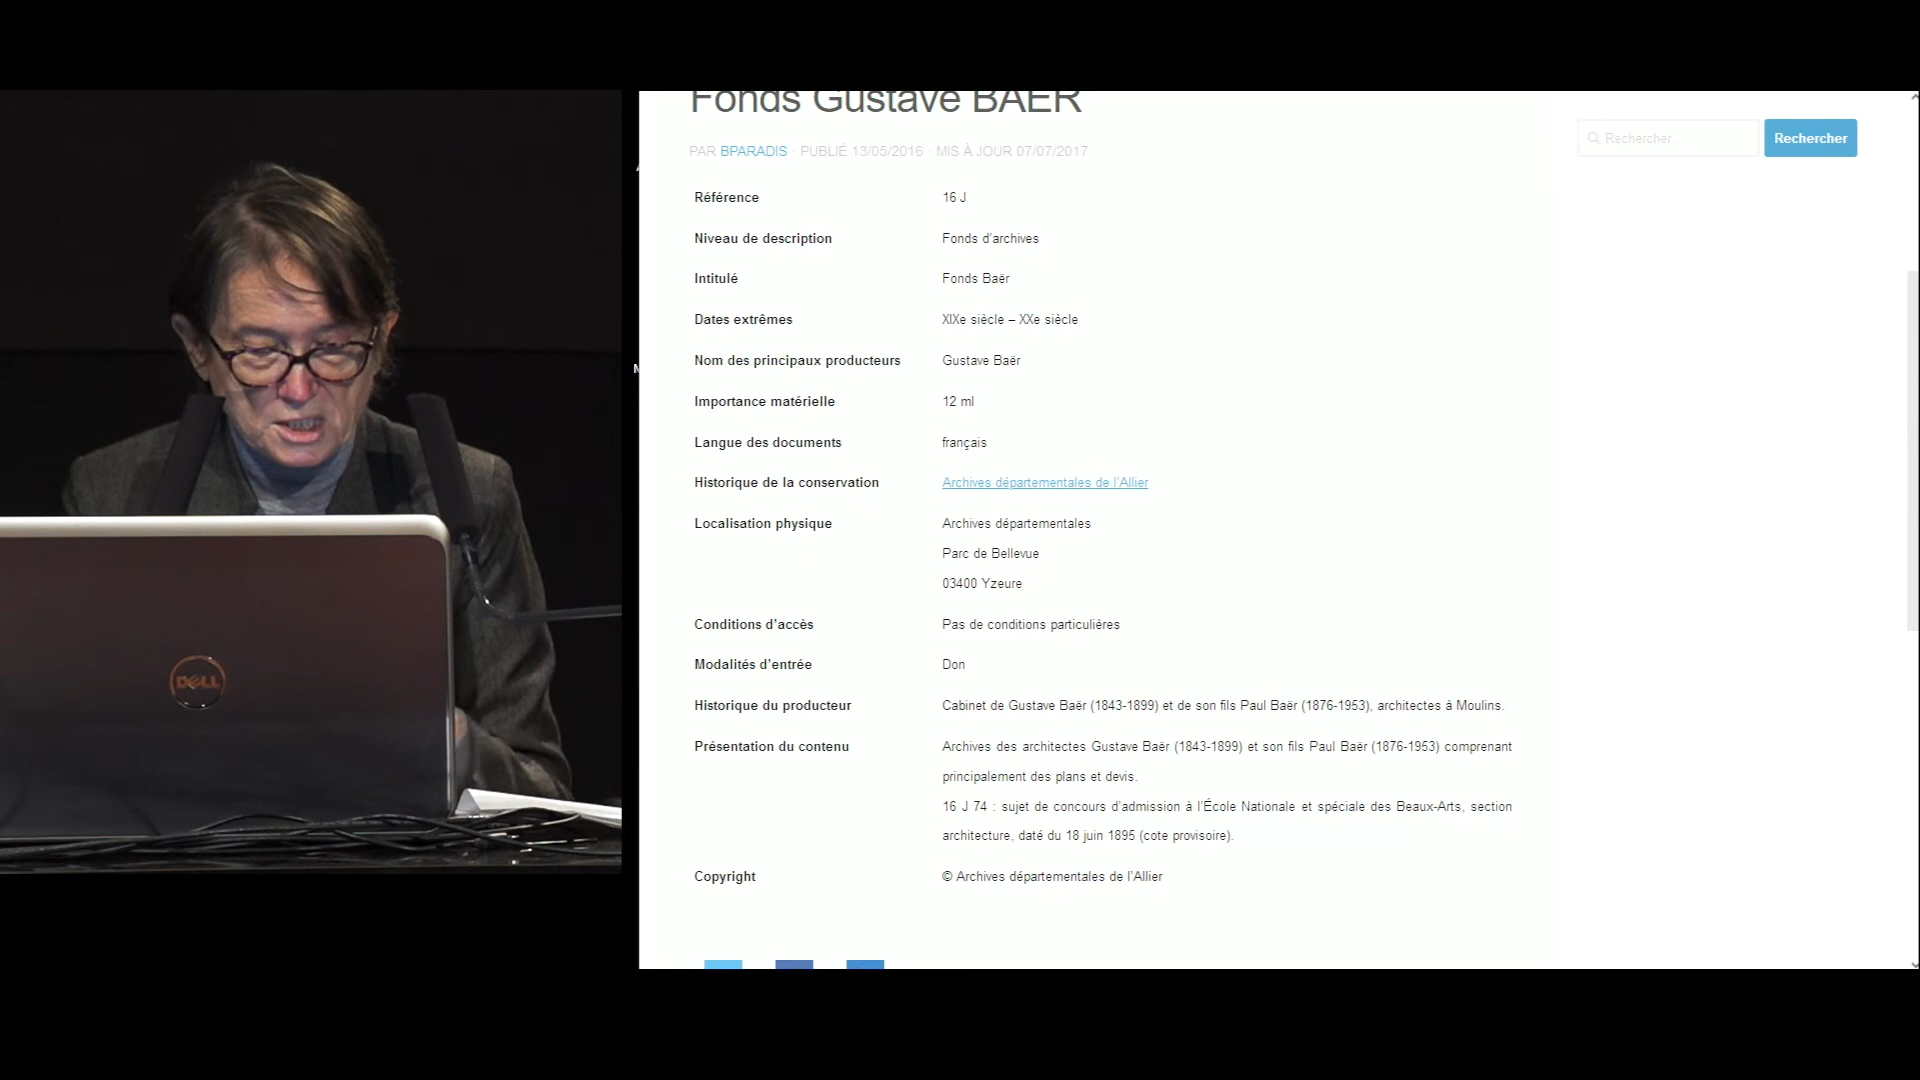 Fonds Gustave BAËR
PAR BPARADIS · PUBLIÉ 13/05/2016 · MIS À JOUR 07/07/2017
Rechercher..
Rechercher
Référence 16 J
Niveau de description Fonds d'archives
Intitulé Fonds Baër
Dates extrêmes XIXe siècle – XXe siècle
Nom des principaux producteurs Gustave Baër
Importance matérielle 12 ml
Langue des documents français
Historique de la conservation Archives départementales de l'Allier
Localisation physique Archives départementales
Parc de Bellevue
03400 Yzeure
Conditions d'accès Pas de conditions particulières
Modalités d'entrée Don
Historique du producteur Cabinet de Gustave Baër (1843-1899) et de son fils Paul Baër (1876-1953), architectes à Moulins.
Présentation du contenu Archives des architectes Gustave Baër (1843-1899) et son fils Paul Baër (1876-1953) comprenant
principalement des plans et devis.
16 J 74 : sujet de concours d'admission à l'École Nationale et spéciale des Beaux-Arts, section
architecture, daté du 18 juin 1895 (cote provisoire).
Copyright © Archives départementales de l'Allier
DELL